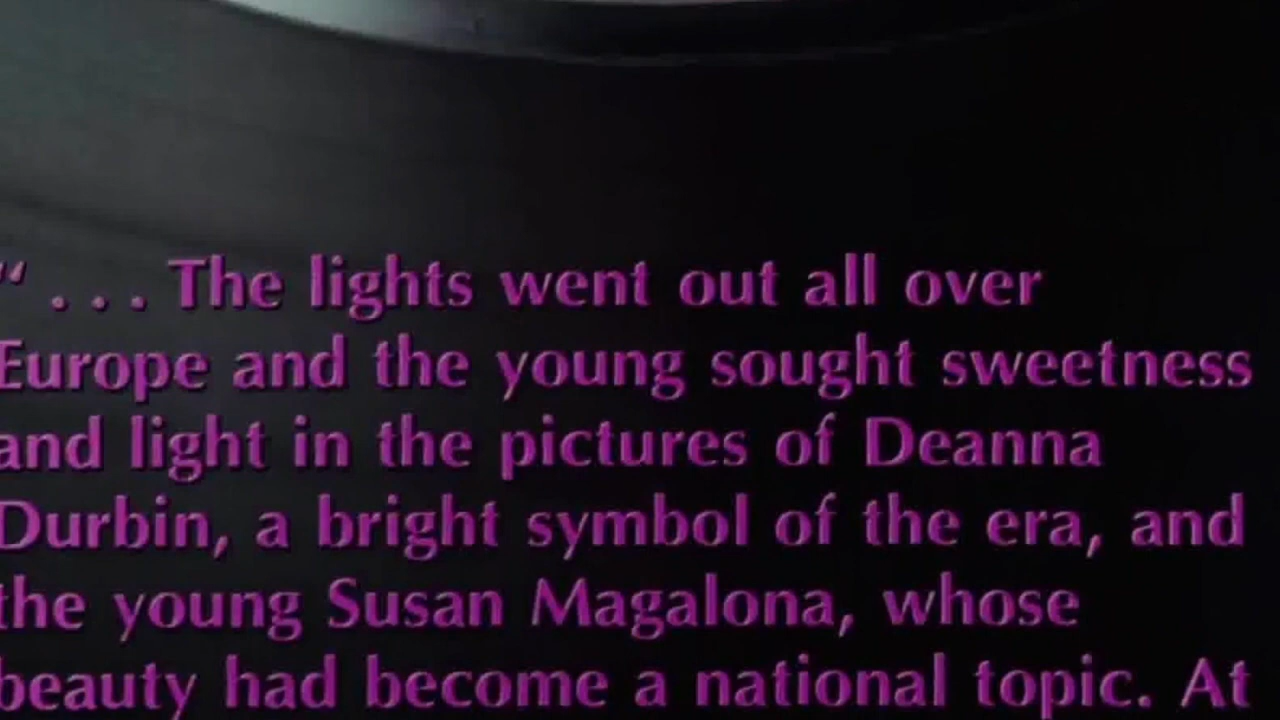 “ . . . The lights went out all over
Europe and the young sought sweetness
and light in the pictures of Deanna
Durbin, a bright symbol of the era, and
the young Susan Magalona, whose
beauty had become a national topic. At